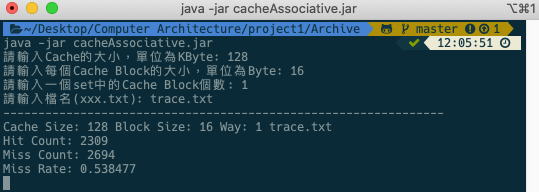 java -jar cacheAssociative.jar
⌥⌘1
~/Desktop/Computer Architecture/project1/Archive master 1
java -jar cacheAssociative.jar ✓ 12:05:51
請輸入Cache的大小，單位為KByte: 128
請輸入每個Cache Block的大小，單位為Byte: 16
請輸入一個set中的Cache Block個數: 1
請輸入檔名(xxx.txt): trace.txt
---------------------------------------------------------------
Cache Size: 128 Block Size: 16 Way: 1 trace.txt
Hit Count: 2309
Miss Count: 2694
Miss Rate: 0.538477